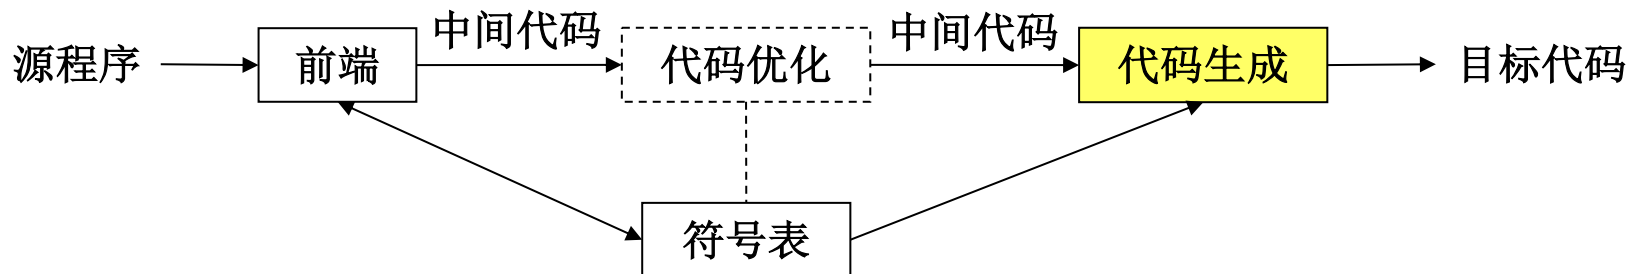 中间代码
中间代码
源程序
前端
代码优化
代码生成
目标代码
符号表